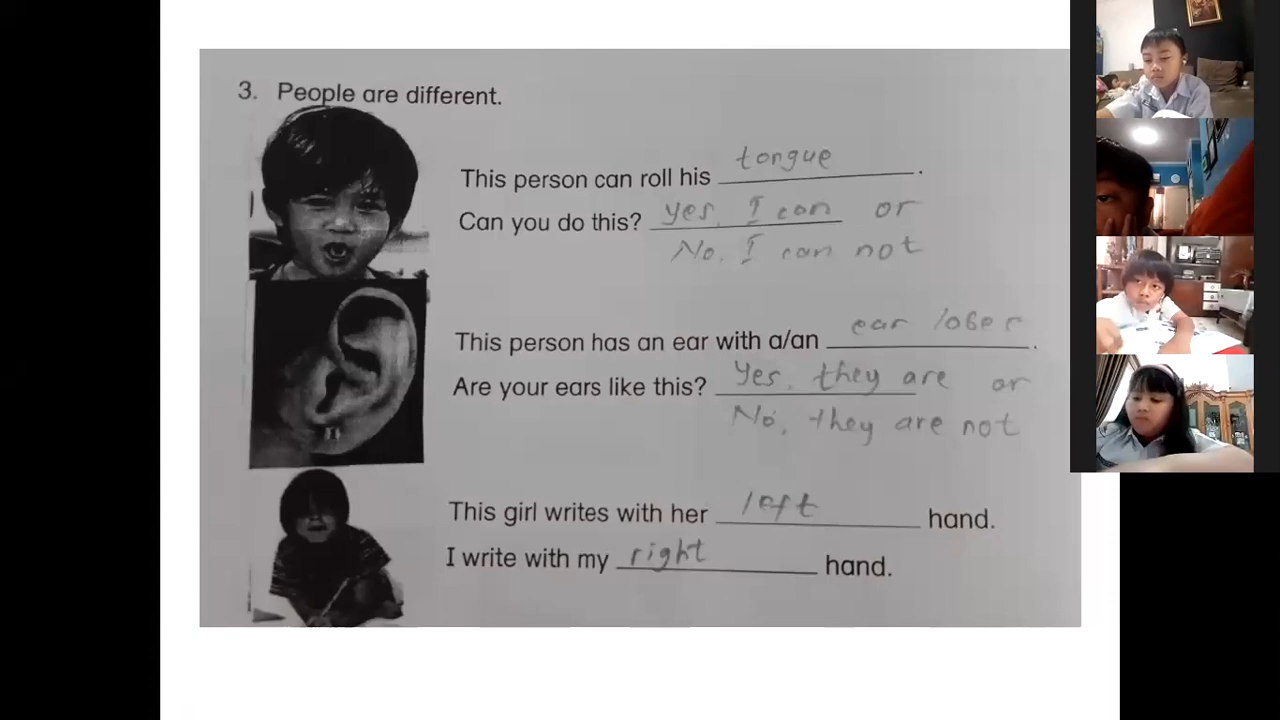 3. People are different.
This person can roll his tongue.
Can you do this? Yes, I can or
No, I can not
This person has an ear with a/an ear lober.
Are your ears like this? Yes, they are or
No, they are not
This girl writes with her left hand.
I write with my right hand.